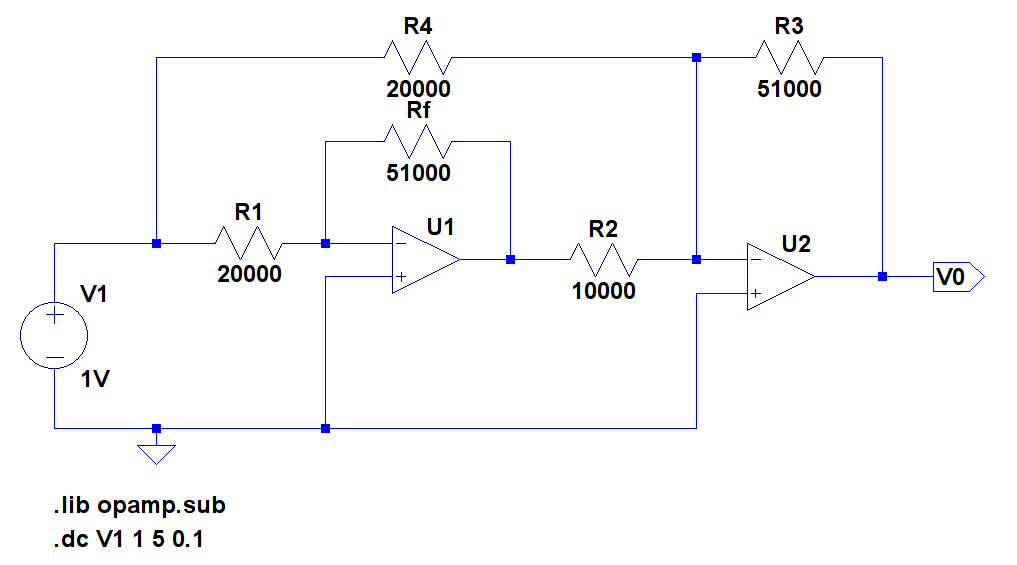 R4
20000
R3
51000
Rf
51000
R1
20000
U1
R2
10000
U2
V0
V1
1V
.lib opamp.sub
.dc V1 1 5 0.1